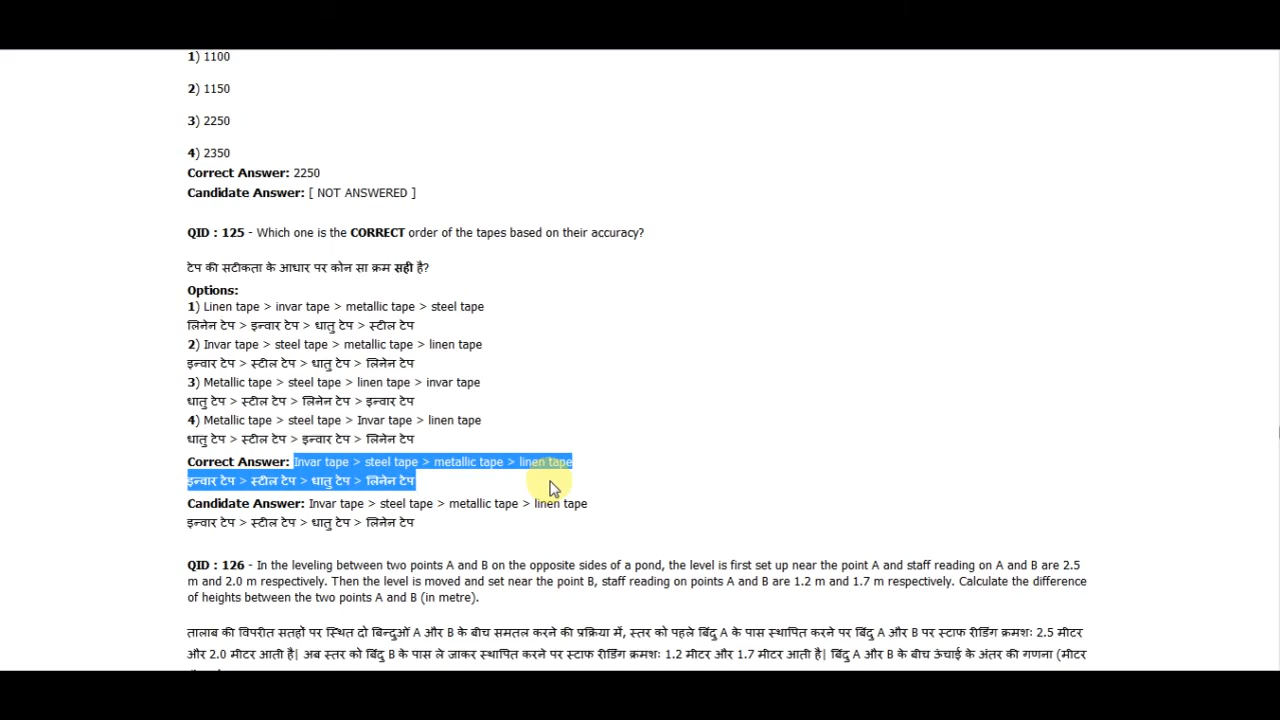 1) 1100
2) 1150
3) 2250
4) 2350
Correct Answer: 2250
Candidate Answer: [ NOT ANSWERED ]
QID : 125 - Which one is the CORRECT order of the tapes based on their accuracy?
टेप की सटीकता के आधार पर कोन सा क्रम सही है?
Options:
1) Linen tape > invar tape > metallic tape > steel tape
लिनेन टेप > इन्वार टेप > धातु टेप > स्टील टेप
2) Invar tape > steel tape > metallic tape > linen tape
इन्वार टेप > स्टील टेप > धातु टेप > लिनेन टेप
3) Metallic tape > steel tape > linen tape > invar tape
धातु टेप > स्टील टेप > लिनेन टेप > इन्वार टेप
4) Metallic tape > steel tape > Invar tape > linen tape
धातु टेप > स्टील टेप > इन्वार टेप > लिनेन टेप
Correct Answer: Invar tape > steel tape > metallic tape > linen tape
इन्वार टेप > स्टील टेप > धातु टेप > लिनेन टेप
Candidate Answer: Invar tape > steel tape > metallic tape > linen tape
इन्वार टेप > स्टील टेप > धातु टेप > लिनेन टेप
QID : 126 - In the leveling between two points A and B on the opposite sides of a pond, the level is first set up near the point A and staff reading on A and B are 2.5
m and 2.0 m respectively. Then the level is moved and set near the point B, staff reading on points A and B are 1.2 m and 1.7 m respectively. Calculate the difference
of heights between the two points A and B (in metre).
तालाब की विपरीत सतहों पर स्थित दो बिन्दुओं A और B के बीच समतल करने की प्रक्रिया में, स्तर को पहले बिंदु A के पास स्थापित करने पर बिंदु A और B पर स्टाफ रीडिंग क्रमशः 2.5 मीटर
और 2.0 मीटर आती है| अब स्तर को बिंदु B के पास ले जाकर स्थापित करने पर स्टाफ रीडिंग क्रमशः 1.2 मीटर और 1.7 मीटर आती है| बिंदु A और B के बीच ऊंचाई के अंतर की गणना (मीटर